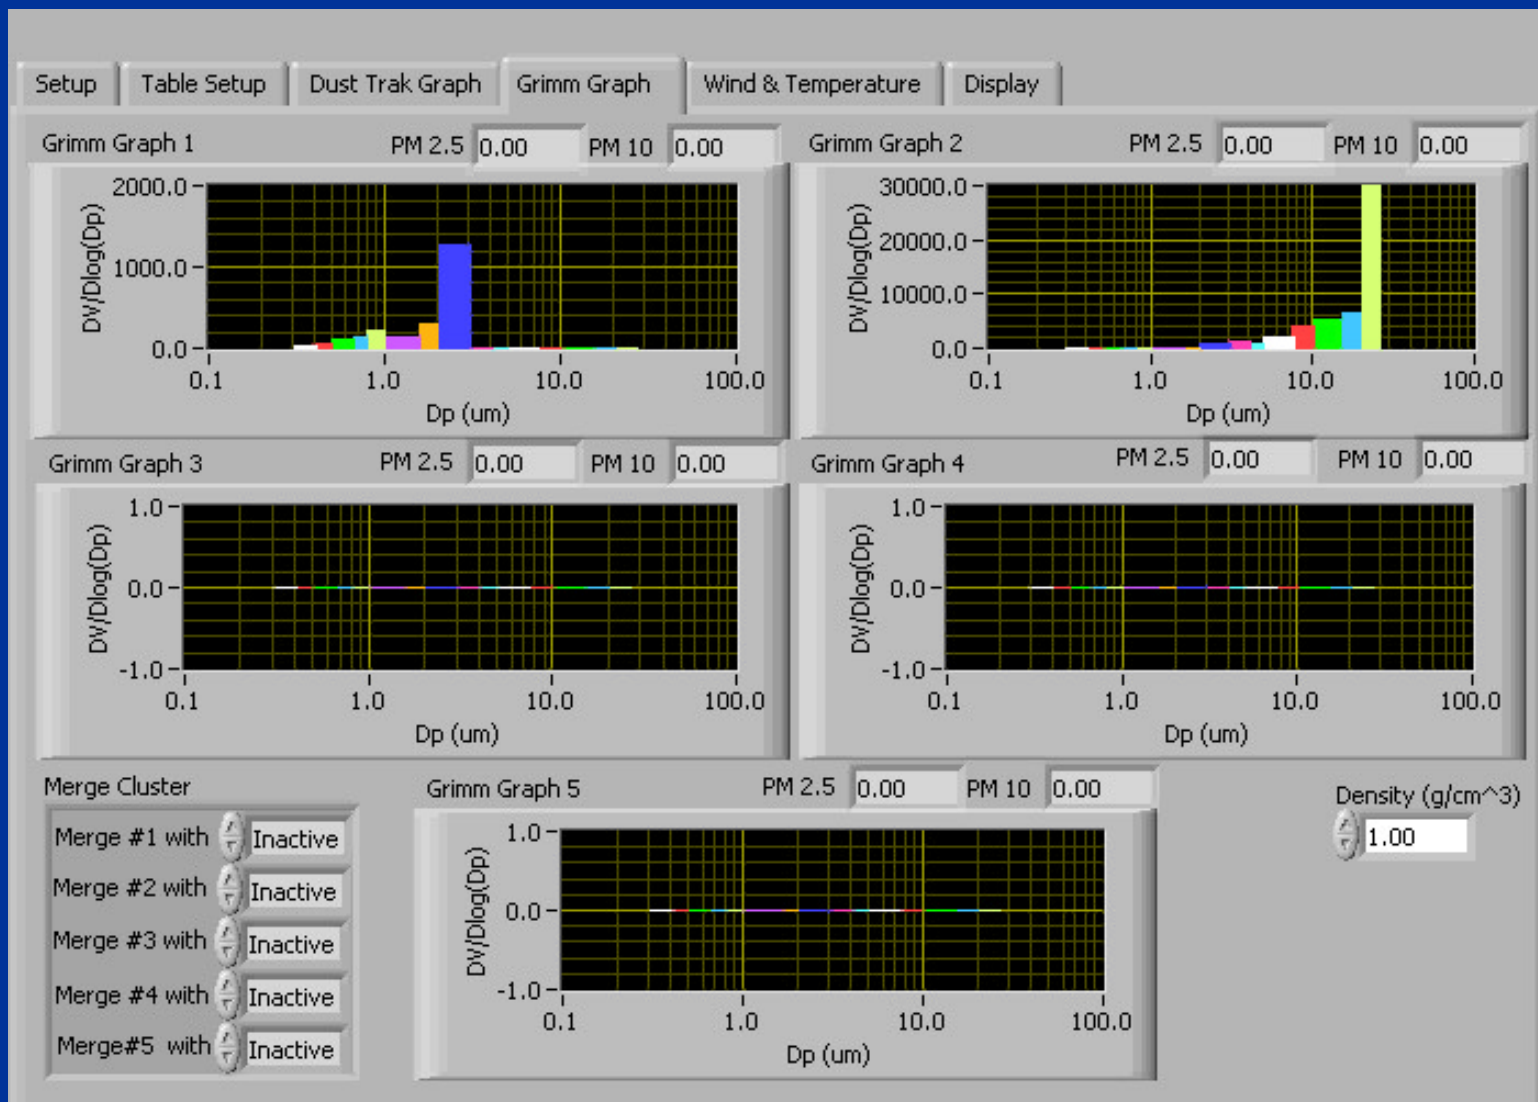 Setup Table Setup Dust Trak Graph Grimm Graph Wind & Temperature Display
Grimm Graph 1 PM 2.5 0.00 PM 10 0.00
2000.0
1000.0
0.0
DV/Dlog(Dp)
0.1 1.0 10.0 100.0
Dp (um)
Grimm Graph 2 PM 2.5 0.00 PM 10 0.00
30000.0
20000.0
10000.0
0.0
DV/Dlog(Dp)
0.1 1.0 10.0 100.0
Dp (um)
Grimm Graph 3 PM 2.5 0.00 PM 10 0.00
1.0
0.0
-1.0
DV/Dlog(Dp)
0.1 1.0 10.0 100.0
Dp (um)
Grimm Graph 4 PM 2.5 0.00 PM 10 0.00
1.0
0.0
-1.0
DV/Dlog(Dp)
0.1 1.0 10.0 100.0
Dp (um)
Merge Cluster
Merge #1 with Inactive
Merge #2 with Inactive
Merge #3 with Inactive
Merge #4 with Inactive
Merge#5 with Inactive
Grimm Graph 5 PM 2.5 0.00 PM 10 0.00
1.0
0.0
-1.0
DV/Dlog(Dp)
0.1 1.0 10.0 100.0
Dp (um)
Density (g/cm^3)
1.00